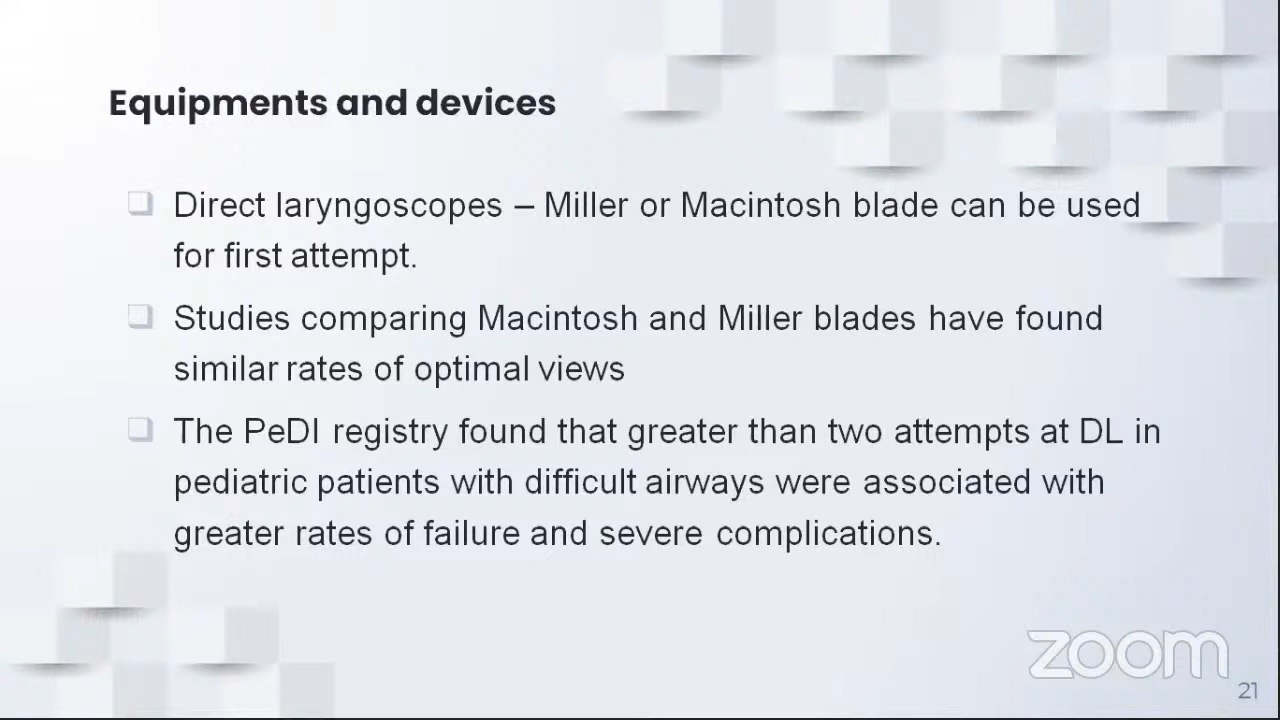 Equipments and devices
Direct laryngoscopes – Miller or Macintosh blade can be used
for first attempt.
Studies comparing Macintosh and Miller blades have found
similar rates of optimal views
The PeDI registry found that greater than two attempts at DL in
pediatric patients with difficult airways were associated with
greater rates of failure and severe complications.
zoom
21